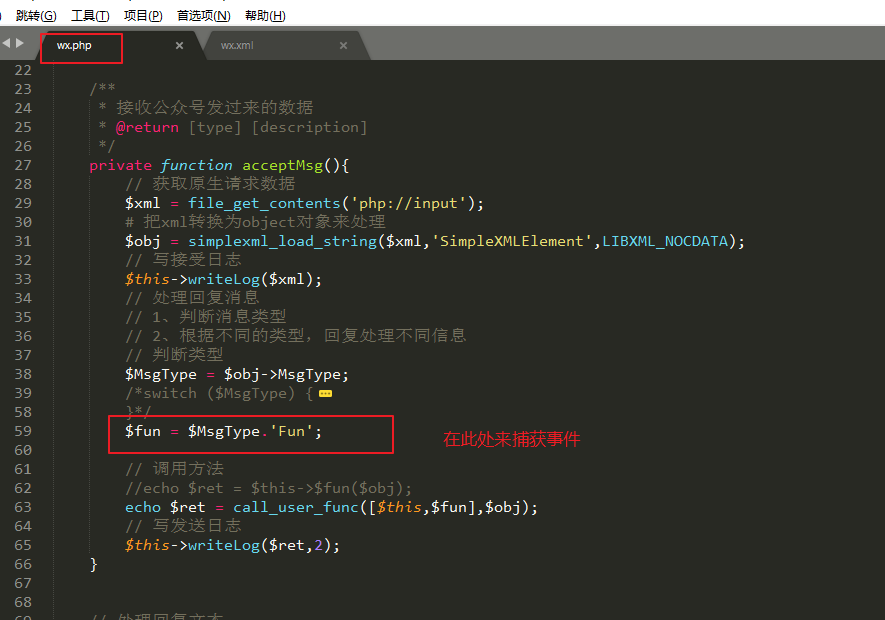 跳转(G) 工具(T) 项目(P) 首选项(N) 帮助(H)
wx.php × wx.xml ×
22
23 /**
24 * 接收公众号发过来的数据
25 * @return [type] [description]
26 */
27 private function acceptMsg(){
28 // 获取原生请求数据
29 $xml = file_get_contents('php://input');
30 # 把xml转换为object对象来处理
31 $obj = simplexml_load_string($xml,'SimpleXMLElement',LIBXML_NOCDATA);
32 // 写接受日志
33 $this->writeLog($xml);
34 // 处理回复消息
35 // 1、判断消息类型
36 // 2、根据不同的类型，回复处理不同信息
37 // 判断类型
38 $MsgType = $obj->MsgType;
39 /*switch ($MsgType) {
58 }*/
59 $fun = $MsgType.'Fun'; 在此处来捕获事件
60
61 // 调用方法
62 //echo $ret = $this->$fun($obj);
63 echo $ret = call_user_func([$this,$fun],$obj);
64 // 写发送日志
65 $this->writeLog($ret,2);
66 }
67
68
69 // 处理回复文本